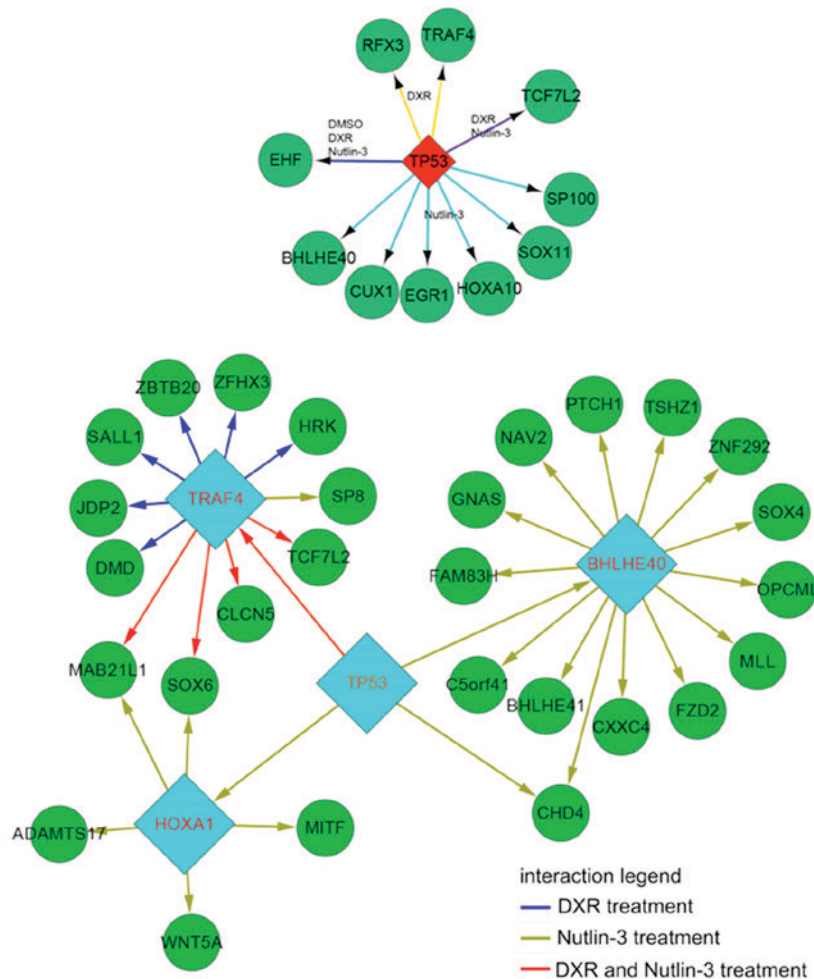 RFX3
TRAF4
TCF7L2
DXR
DXR
Nutlin-3
DMSO
DXR
Nutlin-3
EHF
TP53
SP100
Nutlin-3
SOX11
BHLHE40
CUX1
EGR1
HOXA10
ZBTB20
ZFHX3
HRK
SALL1
SP8
TRAF4
JDP2
TCF7L2
DMD
CLCN5
MAB21L1
SOX6
PTCH1
TSHZ1
NAV2
ZNF292
GNAS
SOX4
FAM83H
BHLHE40
OPCML
C5orf41
MLL
BHLHE41
FZD2
CXXC4
TP53
CHD4
HOXA1
ADAMTS17
MITF
WNT5A
interaction legend
DXR treatment
Nutlin-3 treatment
DXR and Nutlin-3 treatment